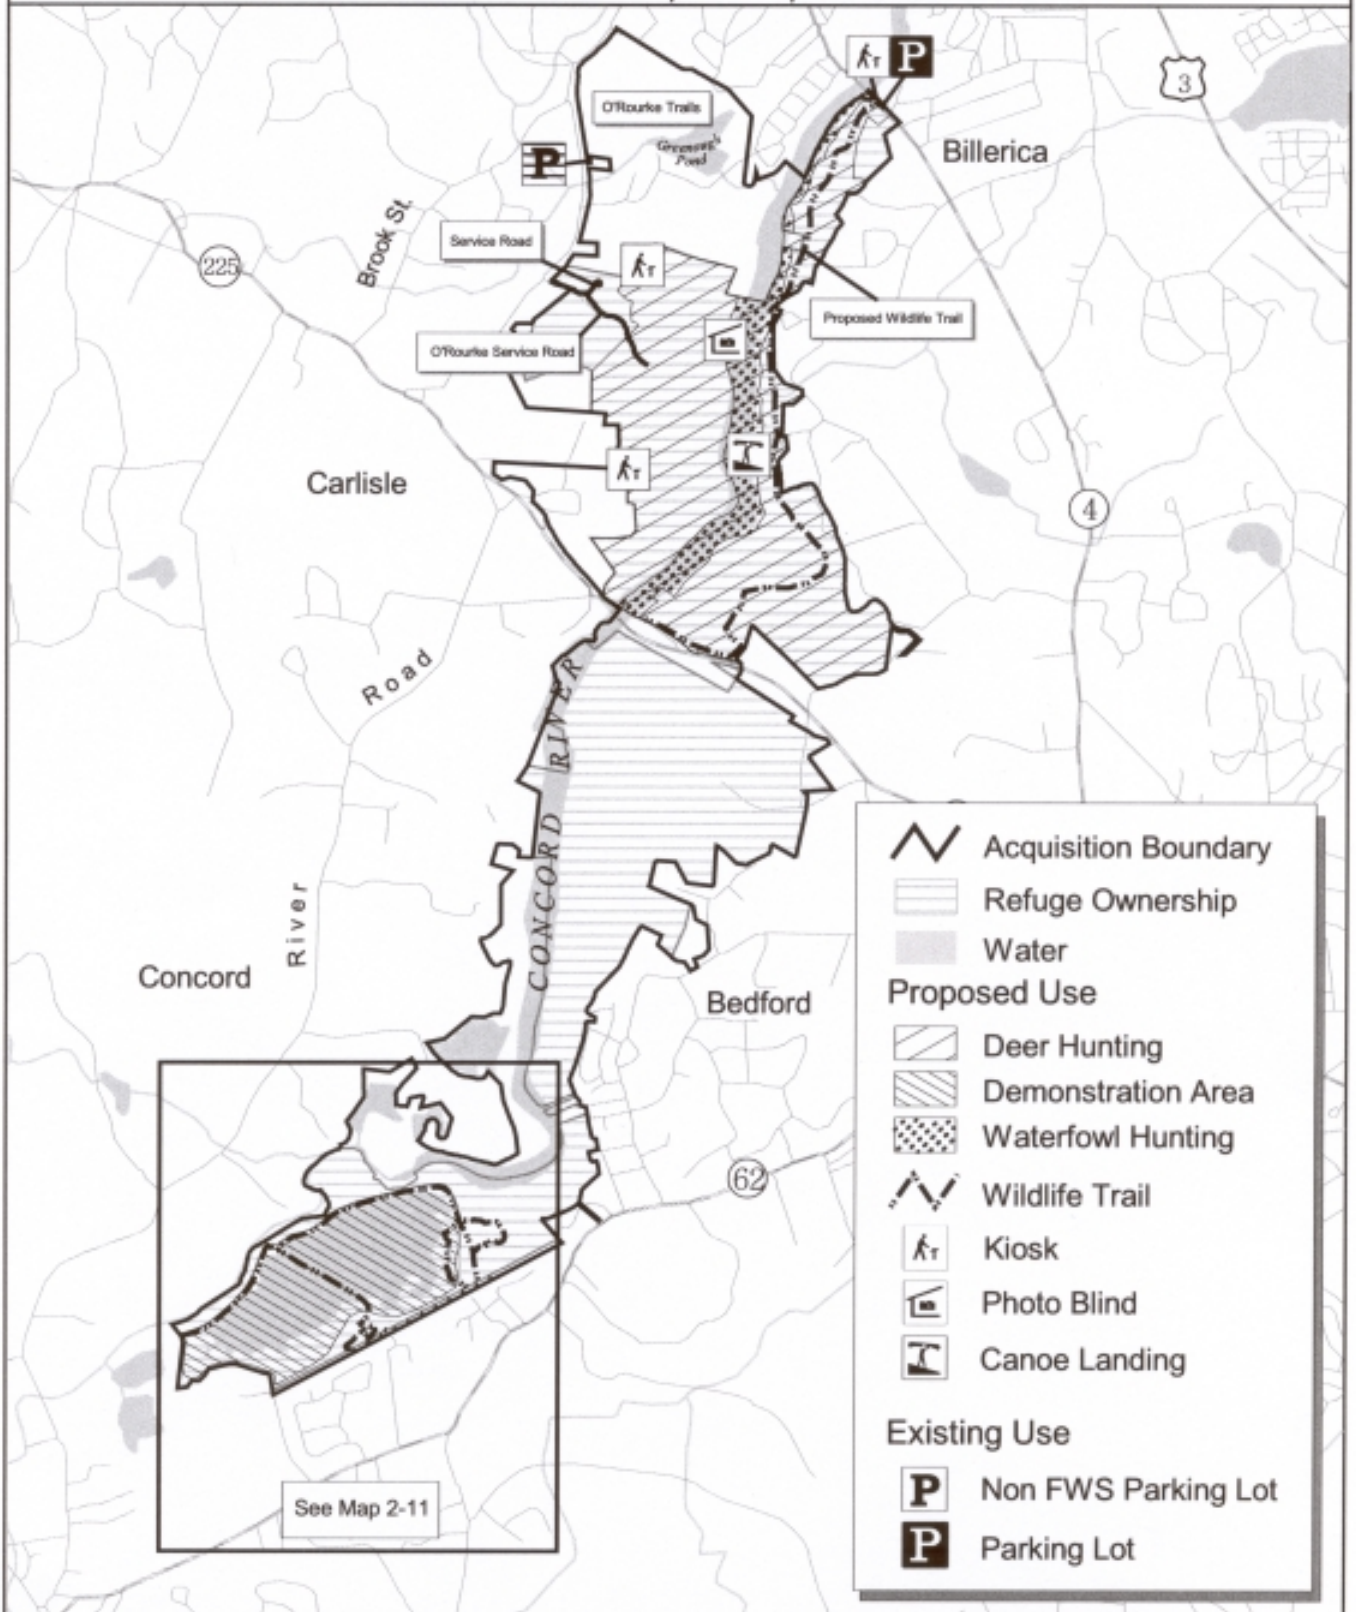 P
3
O'Rourke Trails
Greenough
Pond
Billerica
P
Brook St.
Service Road
225
Proposed Wildlife Trail
O'Rourke Service Road
Carlisle
4
River Road
CONCORD RIVER
Concord
Bedford
62
See Map 2-11
Acquisition Boundary
Refuge Ownership
Water
Proposed Use
Deer Hunting
Demonstration Area
Waterfowl Hunting
Wildlife Trail
Kiosk
Photo Blind
Canoe Landing
Existing Use
P Non FWS Parking Lot
P Parking Lot